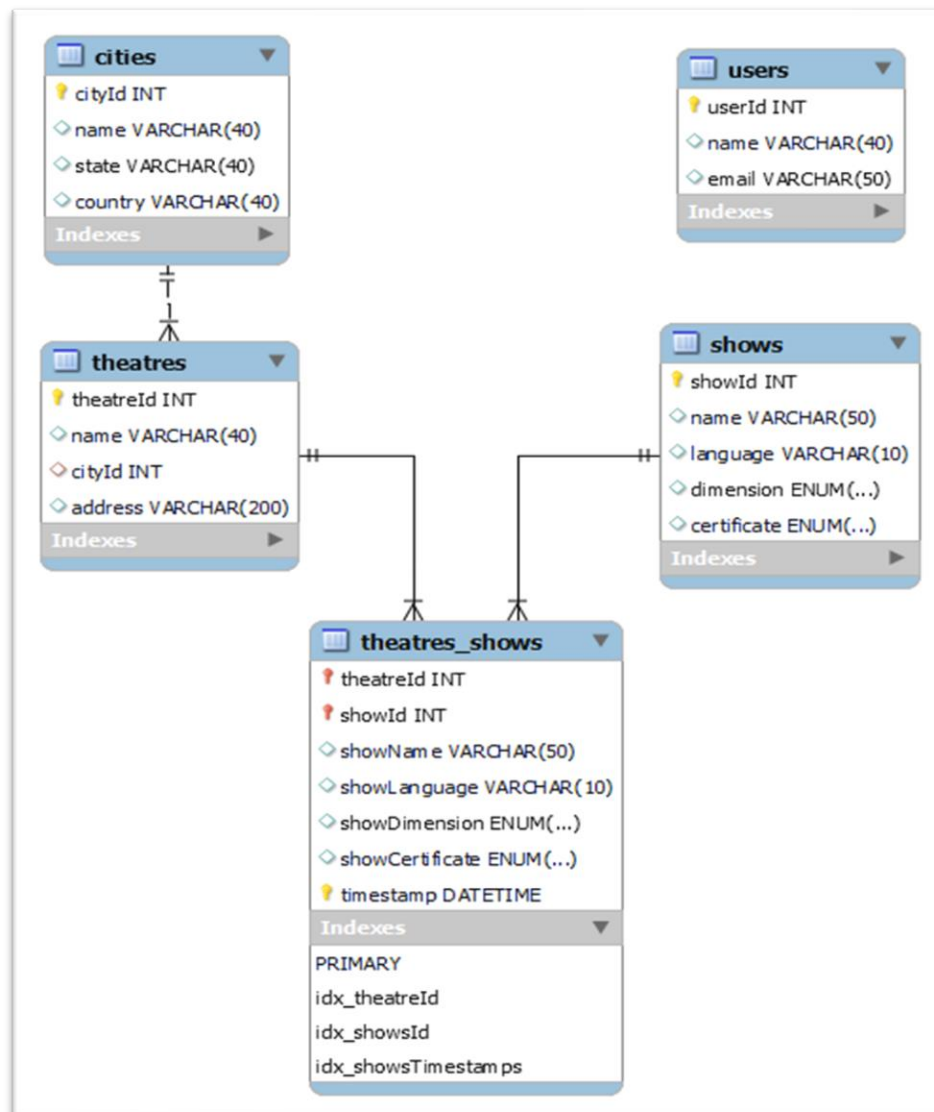 cities
cityId INT
name VARCHAR(40)
state VARCHAR(40)
country VARCHAR(40)
Indexes
users
userId INT
name VARCHAR(40)
email VARCHAR(50)
Indexes
theatres
theatreId INT
name VARCHAR(40)
cityId INT
address VARCHAR(200)
Indexes
shows
showId INT
name VARCHAR(50)
language VARCHAR(10)
dimension ENUM(...)
certificate ENUM(...)
Indexes
theatres_shows
theatreId INT
showId INT
showName VARCHAR(50)
showLanguage VARCHAR(10)
showDimension ENUM(...)
showCertificate ENUM(...)
timestamp DATETIME
Indexes
PRIMARY
idx_theatreId
idx_showsId
idx_showsTimestamps